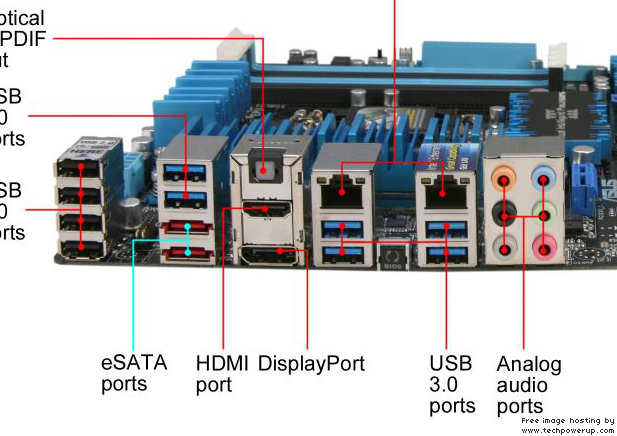 otical
PDIF
ut
SB
0
orts
SB
0
orts
eSATA
ports
HDMI
port
DisplayPort
USB
3.0
ports
Analog
audio
ports
Free image hosting by
www.techpowerup.com